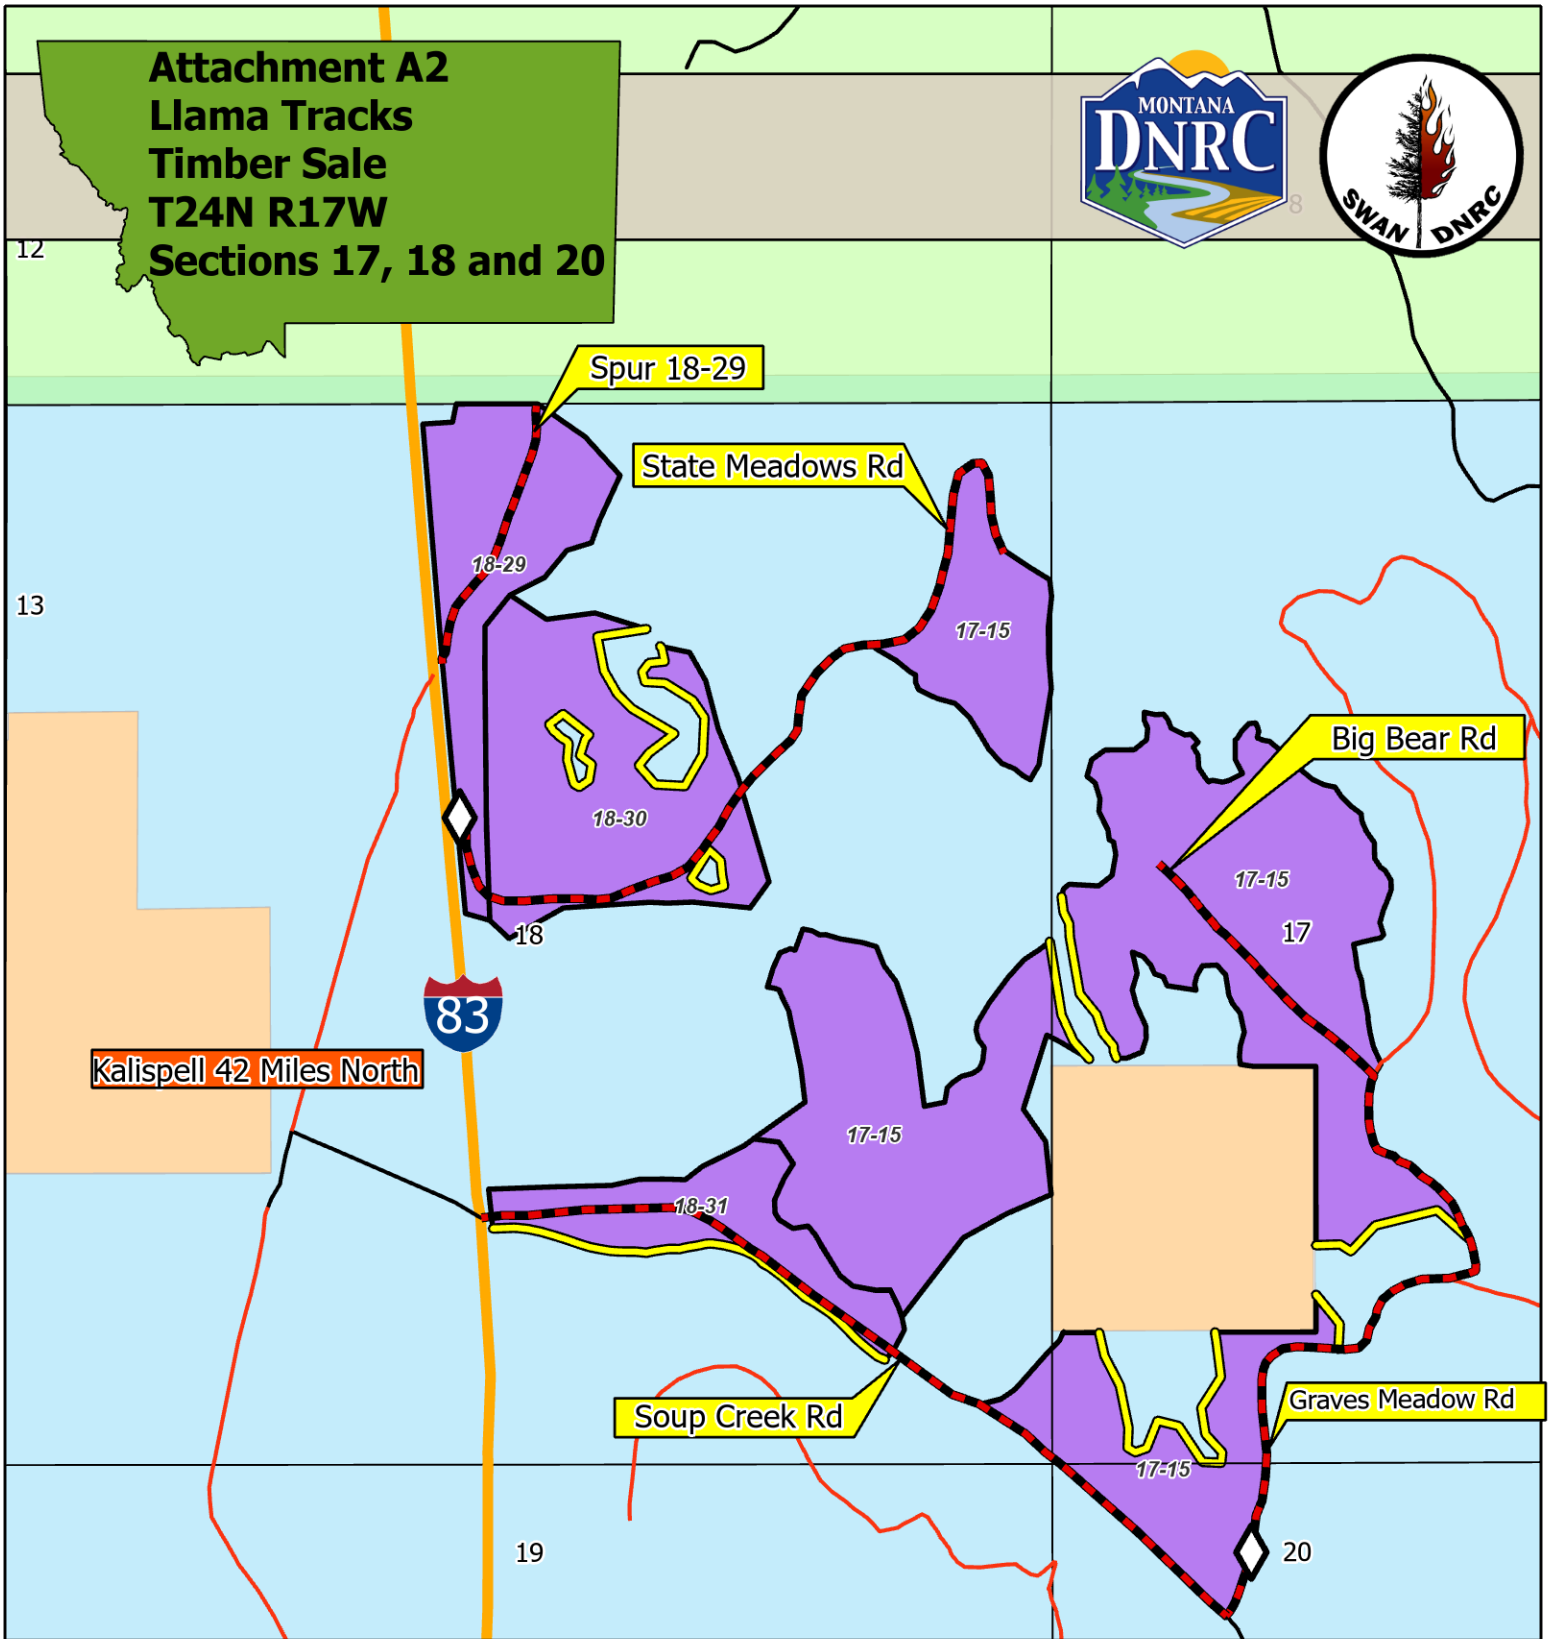 Attachment A2
Llama Tracks
Timber Sale
T24N R17W
Sections 17, 18 and 20
MONTANA
DNRC
SWAN DNRC
8
12
Spur 18-29
State Meadows Rd
18-29
13
17-15
Big Bear Rd
18-30
17-15
17
18
83
Kalispell 42 Miles North
17-15
18-31
Graves Meadow Rd
Soup Creek Rd
17-15
19
20